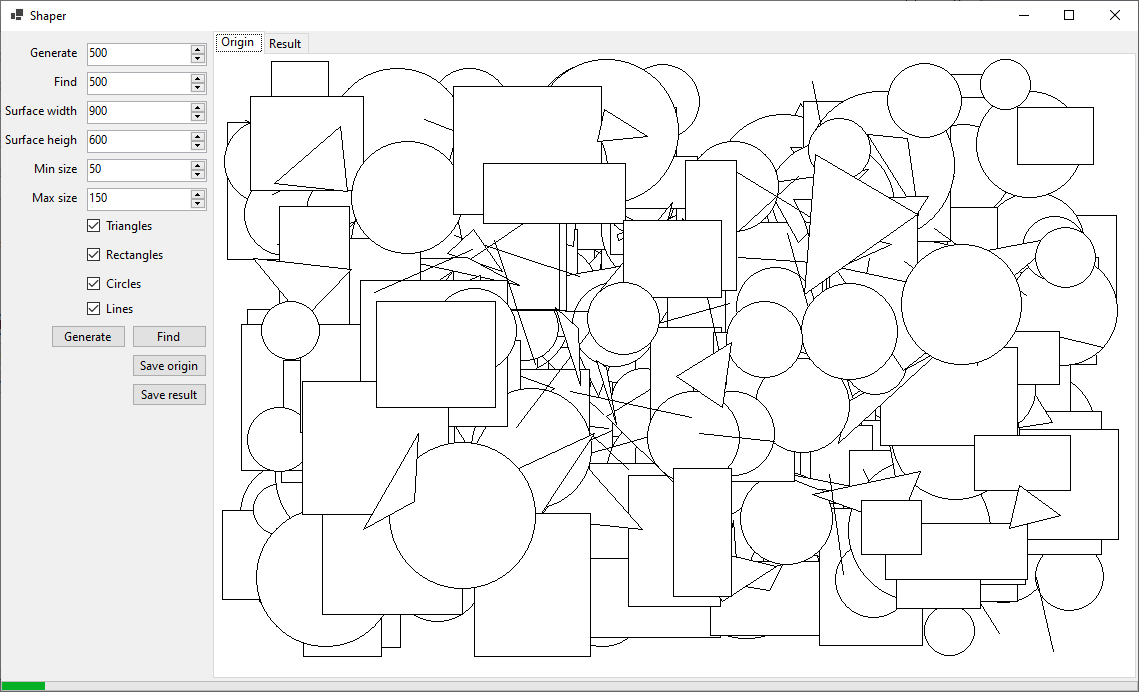 Shaper
Origin Result
Generate 500
Find 500
Surface width 900
Surface heigh 600
Min size 50
Max size 150
Triangles
Rectangles
Circles
Lines
Generate Find
Save origin
Save result